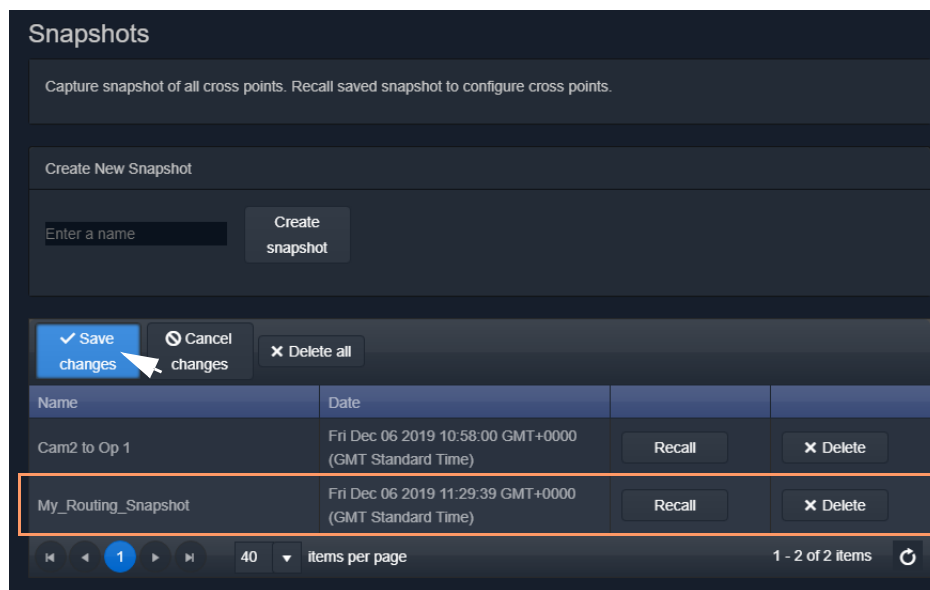 Snapshots
Capture snapshot of all cross points. Recall saved snapshot to configure cross points.
Create New Snapshot
Enter a name
Create
snapshot
Save
changes
Cancel
changes
Delete all
Name Date
Cam2 to Op 1
Fri Dec 06 2019 10:58:00 GMT+0000
(GMT Standard Time)
Recall
Delete
My_Routing_Snapshot
Fri Dec 06 2019 11:29:39 GMT+0000
(GMT Standard Time)
Recall
Delete
1 40 items per page 1 - 2 of 2 items